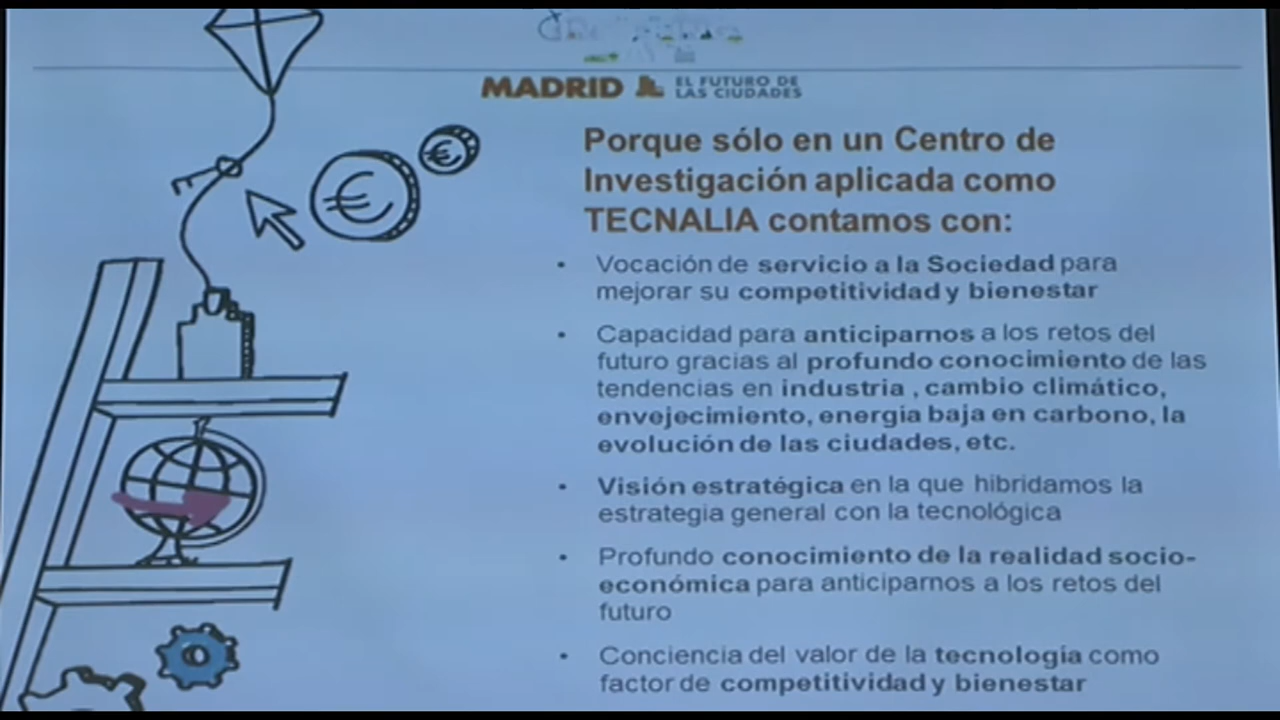 MADRID EL FUTURO DE
LAS CIUDADES
Porque sólo en un Centro de
Investigación aplicada como
TECNALIA contamos con:
• Vocación de servicio a la Sociedad para
mejorar su competitividad y bienestar
• Capacidad para anticiparnos a los retos del
futuro gracias al profundo conocimiento de las
tendencias en industria , cambio climático,
envejecimiento, energía baja en carbono, la
evolución de las ciudades, etc.
• Visión estratégica en la que hibridamos la
estrategia general con la tecnológica
• Profundo conocimiento de la realidad socio-
económica para anticiparnos a los retos del
futuro
• Conciencia del valor de la tecnología como
factor de competitividad y bienestar
€
€